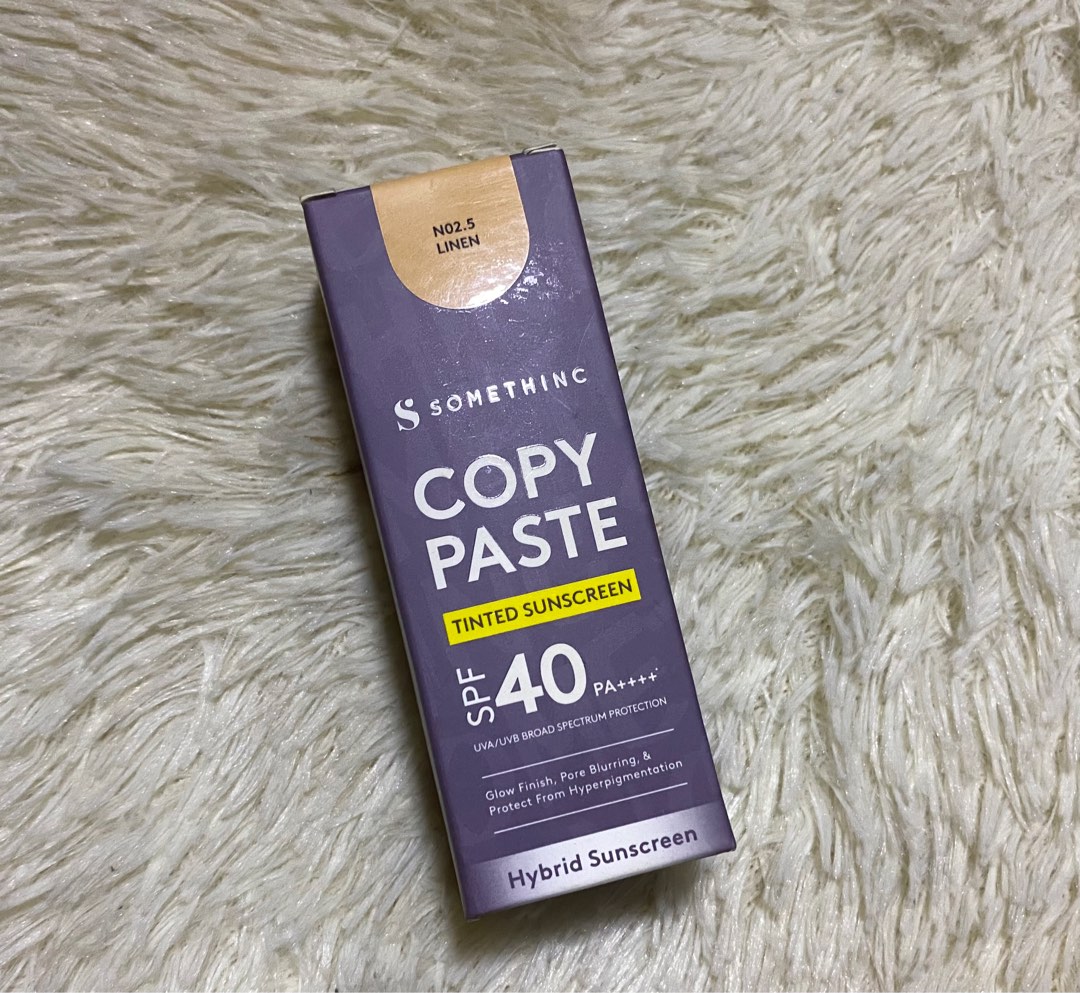 N02.5
LINEN
S SOMETHINC
COPY
PASTE
TINTED SUNSCREEN
SPF 40 PA++++
UVA/UVB BROAD SPECTRUM PROTECTION
Glow Finish, Pore Blurring, &
Protect From Hyperpigmentation
Hybrid Sunscreen